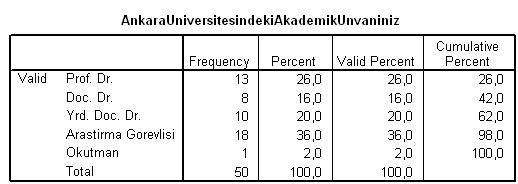 AnkaraUniversitesindekiAkademikUnvaniniz
Frequency Percent Valid Percent Cumulative Percent
Valid Prof. Dr. 13 26,0 26,0 26,0
Doc. Dr. 8 16,0 16,0 42,0
Yrd. Doc. Dr. 10 20,0 20,0 62,0
Arastirma Gorevlisi 18 36,0 36,0 98,0
Okutman 1 2,0 2,0 100,0
Total 50 100,0 100,0